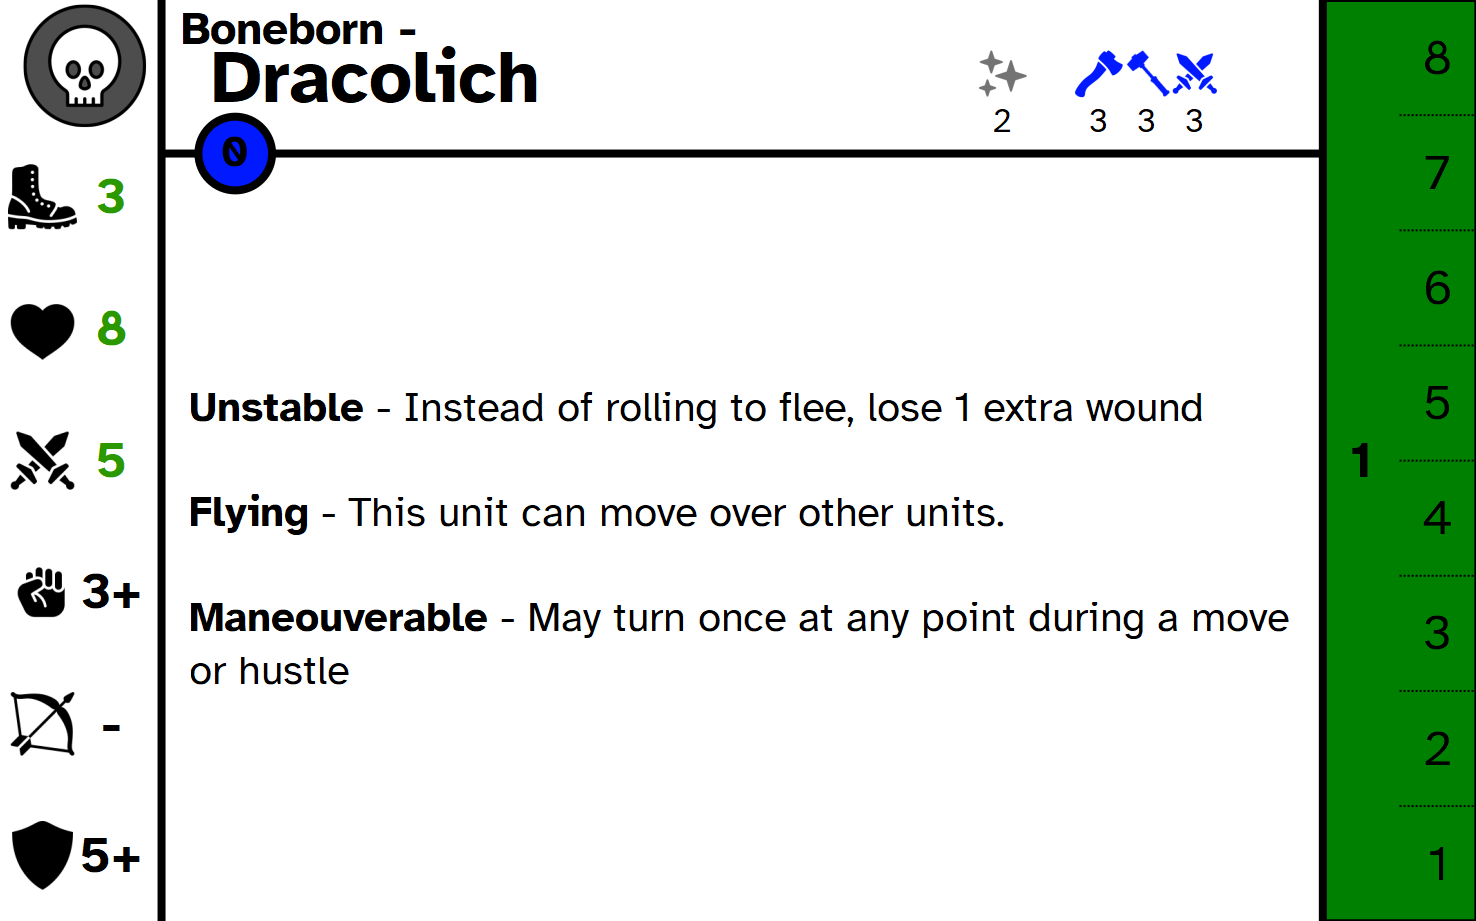 Boneborn -
Dracolich
2 3 3 3
0
3
8
5
3+
-
5+
Unstable - Instead of rolling to flee, lose 1 extra wound
Flying - This unit can move over other units.
Maneouverable - May turn once at any point during a move
or hustle
1
8
7
6
5
4
3
2
1